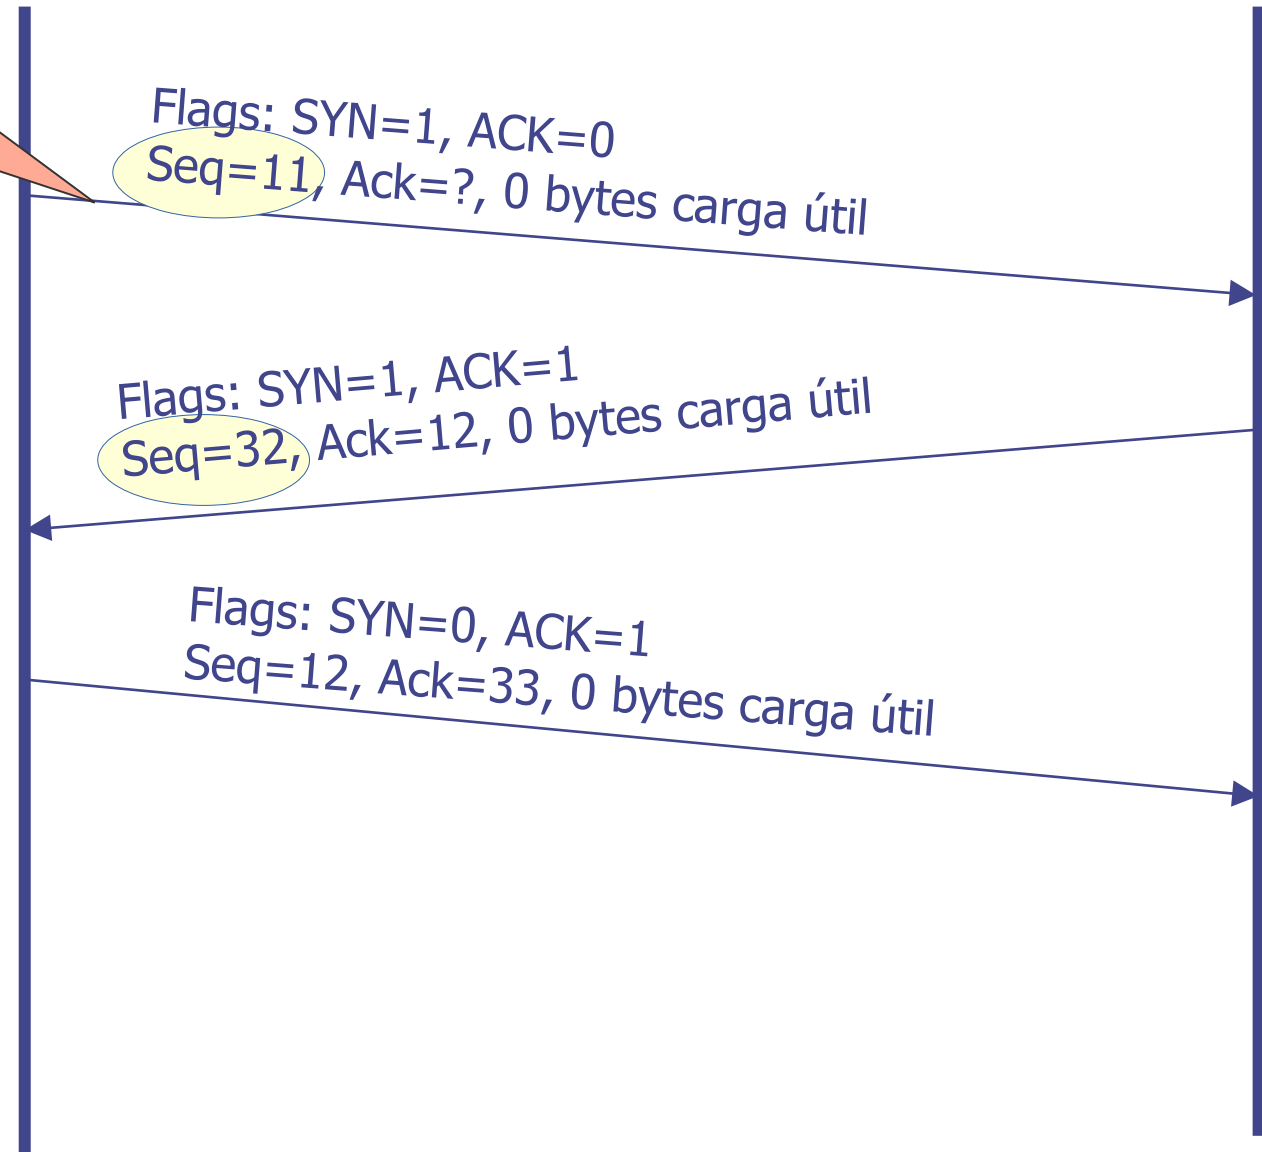 Flags: SYN=1, ACK=0
Seq=11, Ack=?, 0 bytes carga útil
Flags: SYN=1, ACK=1
Seq=32, Ack=12, 0 bytes carga útil
Flags: SYN=0, ACK=1
Seq=12, Ack=33, 0 bytes carga útil